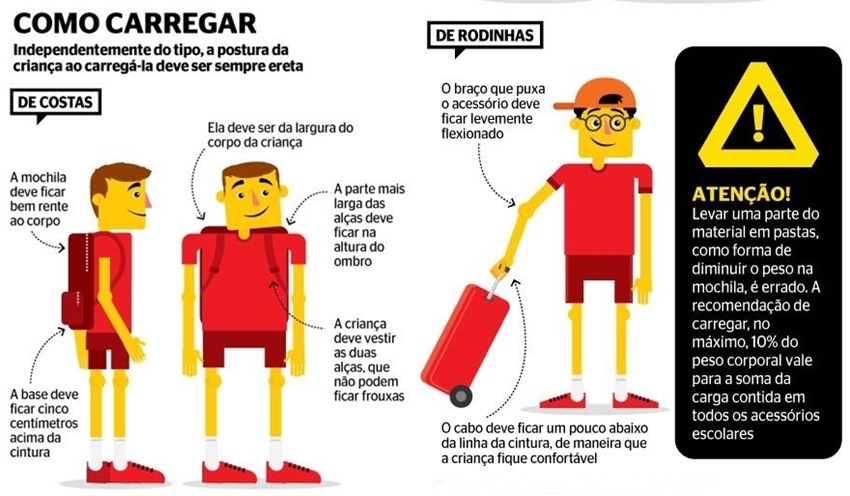 COMO CARREGAR
Independentemente do tipo, a postura da
criança ao carregá-la deve ser sempre ereta
DE COSTAS
Ela deve ser da largura do
corpo da criança
A mochila
deve ficar
bem rente
ao corpo
A parte mais
larga das
alças deve
ficar na
altura do
ombro
A criança
deve vestir
as duas
alças, que
não podem
ficar frouxas
A base deve
ficar cinco
centímetros
acima da
cintura
DE RODINHAS
O braço que puxa
o acessório deve
ficar levemente
flexionado
O cabo deve ficar um pouco abaixo
da linha da cintura, de maneira que
a criança fique confortável
!
ATENÇÃO!
Levar uma parte do
material em pastas,
como forma de
diminuir o peso na
mochila, é errado. A
recomendação de
carregar, no
máximo, 10% do
peso corporal vale
para a soma da
carga contida em
todos os acessórios
escolares